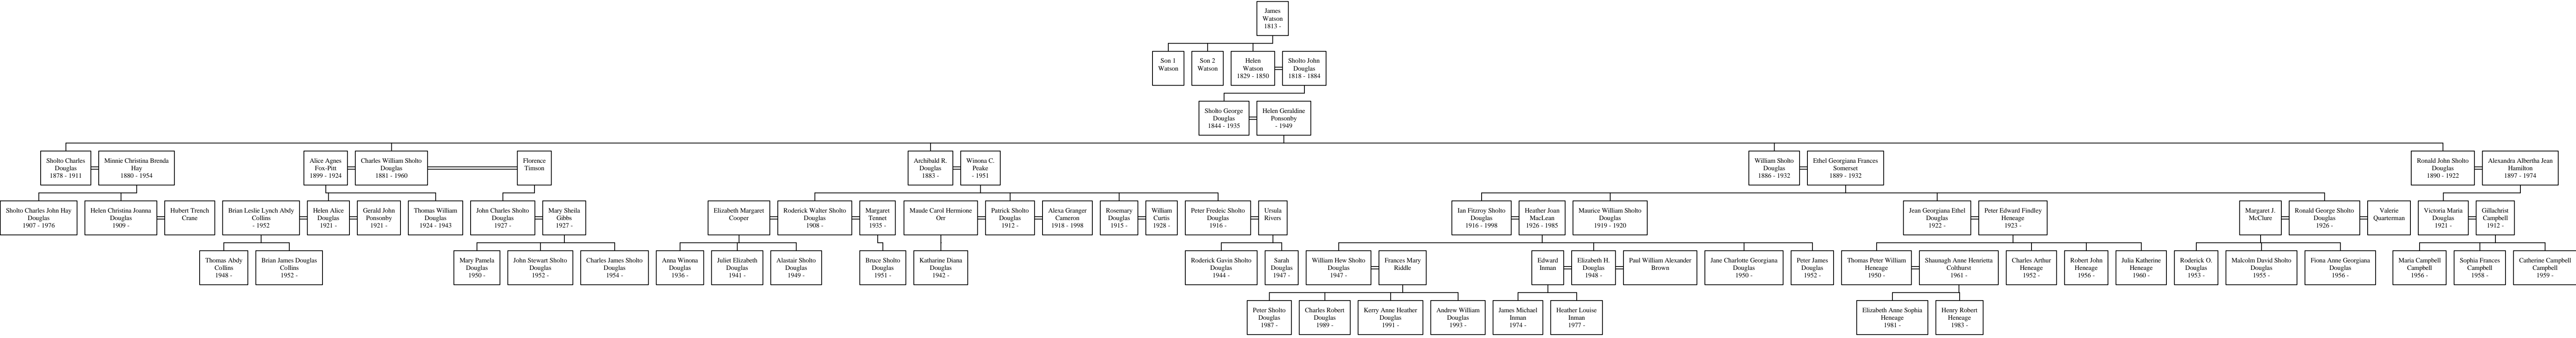 James
Watson
1813 -
Son 1
Watson
Son 2
Watson
Helen
Watson
1829 - 1850
Sholto John
Douglas
1818 - 1884
Sholto George
Douglas
1844 - 1935
Helen Geraldine
Ponsonby
- 1949
Sholto Charles
Douglas
1878 - 1911
Minnie Christina Brenda
Hay
1880 - 1954
Alice Agnes
Fox-Pitt
1899 - 1924
Charles William Sholto
Douglas
1881 - 1960
Florence
Timson
Archibald R.
Douglas
1883 -
Winona C.
Peake
- 1951
William Sholto
Douglas
1886 - 1932
Ethel Georgiana Frances
Somerset
1889 - 1932
Ronald John Sholto
Douglas
1890 - 1922
Alexandra Albertha Jean
Hamilton
1897 - 1974
Sholto Charles John Hay
Douglas
1907 - 1976
Helen Christina Joanna
Douglas
1909 -
Hubert Trench
Crane
Brian Leslie Lynch Abdy
Collins
- 1952
Helen Alice
Douglas
1921 -
Gerald John
Ponsonby
1921 -
Thomas William
Douglas
1924 - 1943
John Charles Sholto
Douglas
1927 -
Mary Sheila
Gibbs
1927 -
Elizabeth Margaret
Cooper
Roderick Walter Sholto
Douglas
1908 -
Margaret
Tennet
1935 -
Maude Carol Hermione
Orr
Patrick Sholto
Douglas
1912 -
Alexa Granger
Cameron
1918 - 1998
Rosemary
Douglas
1915 -
William
Curtis
1928 -
Peter Fredeic Sholto
Douglas
1916 -
Ursula
Rivers
Ian Fitzroy Sholto
Douglas
1916 - 1998
Heather Joan
MacLean
1926 - 1985
Maurice William Sholto
Douglas
1919 - 1920
Jean Georgiana Ethel
Douglas
1922 -
Peter Edward Findley
Heneage
1923 -
Margaret J.
McClure
Ronald George Sholto
Douglas
1926 -
Valerie
Quarterman
Victoria Maria
Douglas
1921 -
Gillachrist
Campbell
1912 -
Thomas Abdy
Collins
1948 -
Brian James Douglas
Collins
1952 -
Mary Pamela
Douglas
1950 -
John Stewart Sholto
Douglas
1952 -
Charles James Sholto
Douglas
1954 -
Anna Winona
Douglas
1936 -
Juliet Elizabeth
Douglas
1941 -
Alastair Sholto
Douglas
1949 -
Bruce Sholto
Douglas
1951 -
Katharine Diana
Douglas
1942 -
Roderick Gavin Sholto
Douglas
1944 -
Sarah
Douglas
1947 -
William Hew Sholto
Douglas
1947 -
Frances Mary
Riddle
Edward
Inman
Elizabeth H.
Douglas
1948 -
Paul William Alexander
Brown
Jane Charlotte Georgiana
Douglas
1950 -
Peter James
Douglas
1952 -
Thomas Peter William
Heneage
1950 -
Shaunagh Anne Henrietta
Colthurst
1961 -
Charles Arthur
Heneage
1952 -
Robert John
Heneage
1956 -
Julia Katherine
Heneage
1960 -
Roderick O.
Douglas
1953 -
Malcolm David Sholto
Douglas
1955 -
Fiona Anne Georgiana
Douglas
1956 -
Maria Campbell
Campbell
1956 -
Sophia Frances
Campbell
1958 -
Catherine Campbell
Campbell
1959 -
Peter Sholto
Douglas
1987 -
Charles Robert
Douglas
1989 -
Kerry Anne Heather
Douglas
1991 -
Andrew William
Douglas
1993 -
James Michael
Inman
1974 -
Heather Louise
Inman
1977 -
Elizabeth Anne Sophia
Heneage
1981 -
Henry Robert
Heneage
1983 -